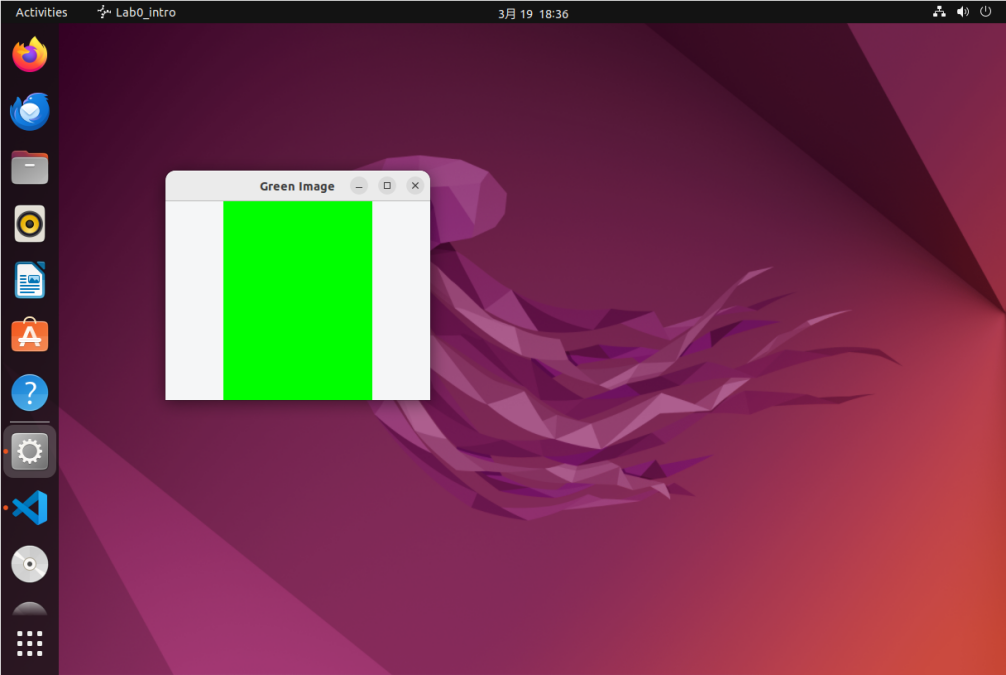 Activities Lab0_intro 3月 19 18:36
Green Image